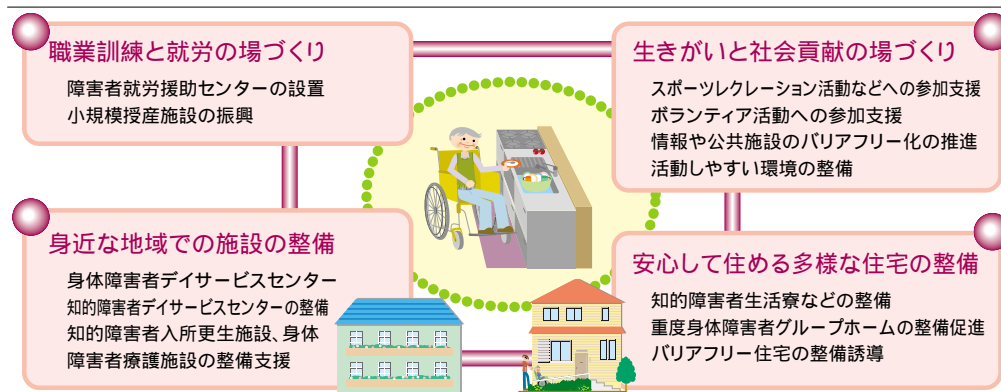 職業訓練と就労の場づくり
障害者就労援助センターの設置
小規模授産施設の振興
生きがいと社会貢献の場づくり
スポーツレクレーション活動などへの参加支援
ボランティア活動への参加支援
情報や公共施設のバリアフリー化の推進
活動しやすい環境の整備
身近な地域での施設の整備
身体障害者デイサービスセンター
知的障害者デイサービスセンターの整備
知的障害者入所更生施設、身体
障害者療護施設の整備支援
安心して住める多様な住宅の整備
知的障害者生活寮などの整備
重度身体障害者グループホームの整備促進
バリアフリー住宅の整備誘導